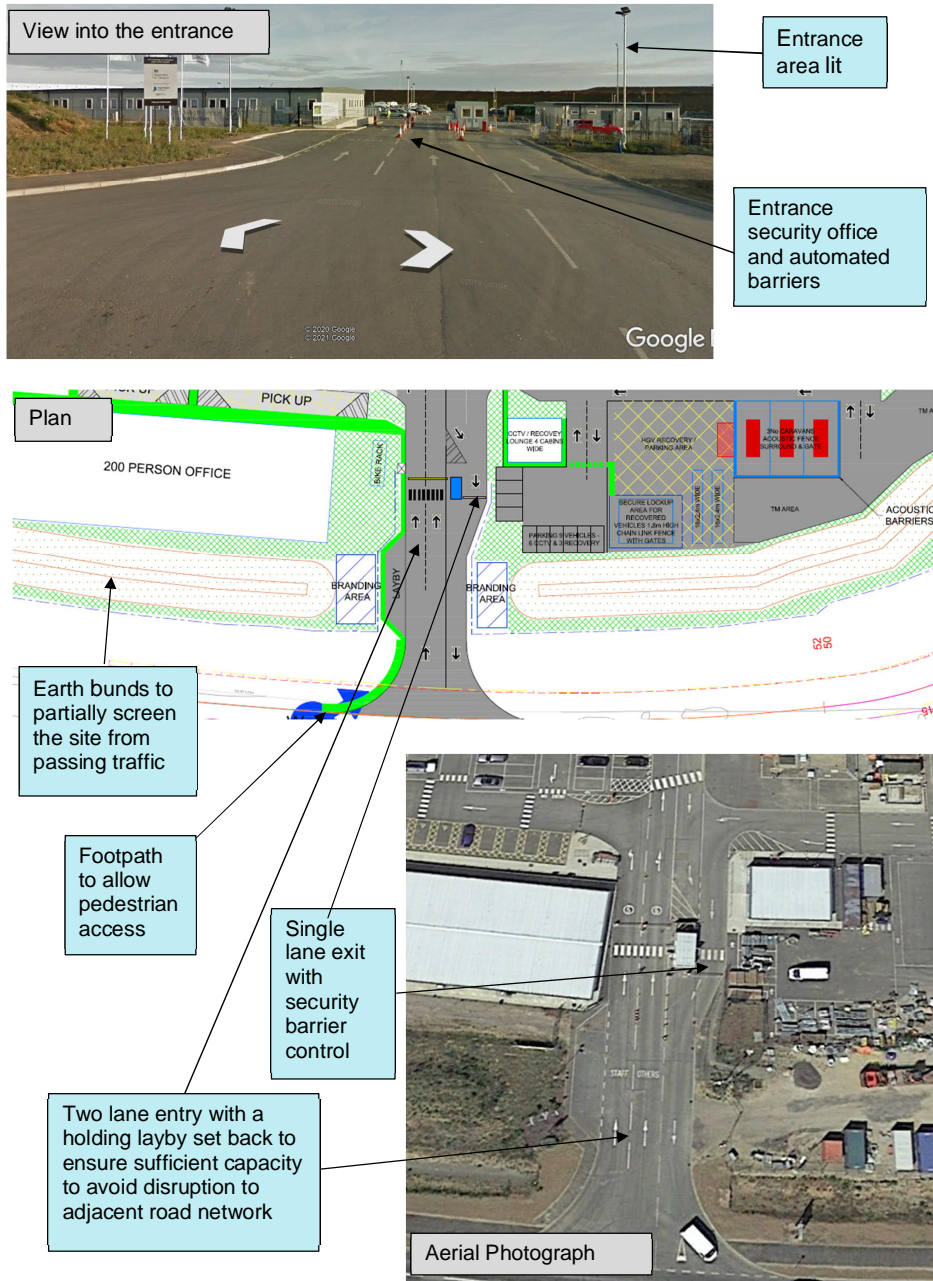 View into the entrance
Entrance
area lit
Entrance
security office
and automated
barriers
© 2020 Google
© 2021 Google
Google
Plan
PICK UP
PICK UP
200 PERSON OFFICE
BIKE RACK
LAYBY
BRANDING
AREA
BRANDING
AREA
CCTV / RECOVEY
LOUNGE 4 CABINS
WIDE
HGV RECOVERY /
PARKING AREA
3No CARAVANS
ACOUSTIC FENCE
SURROUND & GATE
TM A
PARKING 9 VEHICLES -
6 CCTV & 3 RECOVERY
SECURE LOCKUP
AREA FOR
RECOVERED
VEHICLES 1.8m HIGH
CHAIN LINK FENCE
WITH GATES
TM AREA
ACOUSTIC
BARRIERS
52
50
45
Earth bunds to
partially screen
the site from
passing traffic
Footpath
to allow
pedestrian
access
Single
lane exit
with
security
barrier
control
Two lane entry with a
holding layby set back to
ensure sufficient capacity
to avoid disruption to
adjacent road network
STAFF OTHERS
Aerial Photograph